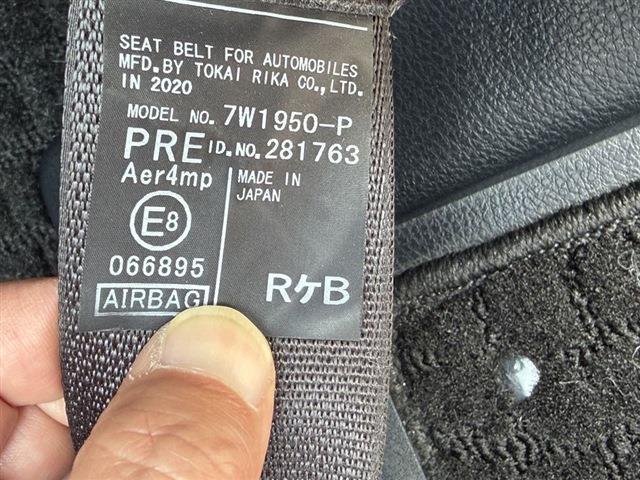 SEAT BELT FOR AUTOMOBILES
MFD.BY TOKAI RIKA CO.,LTD.
IN 2020
MODEL NO. 7W1950-P
PRE I.D.NO.281763
Aer4mp
MADE IN
JAPAN
E8
066895
AIRBAG
RケB